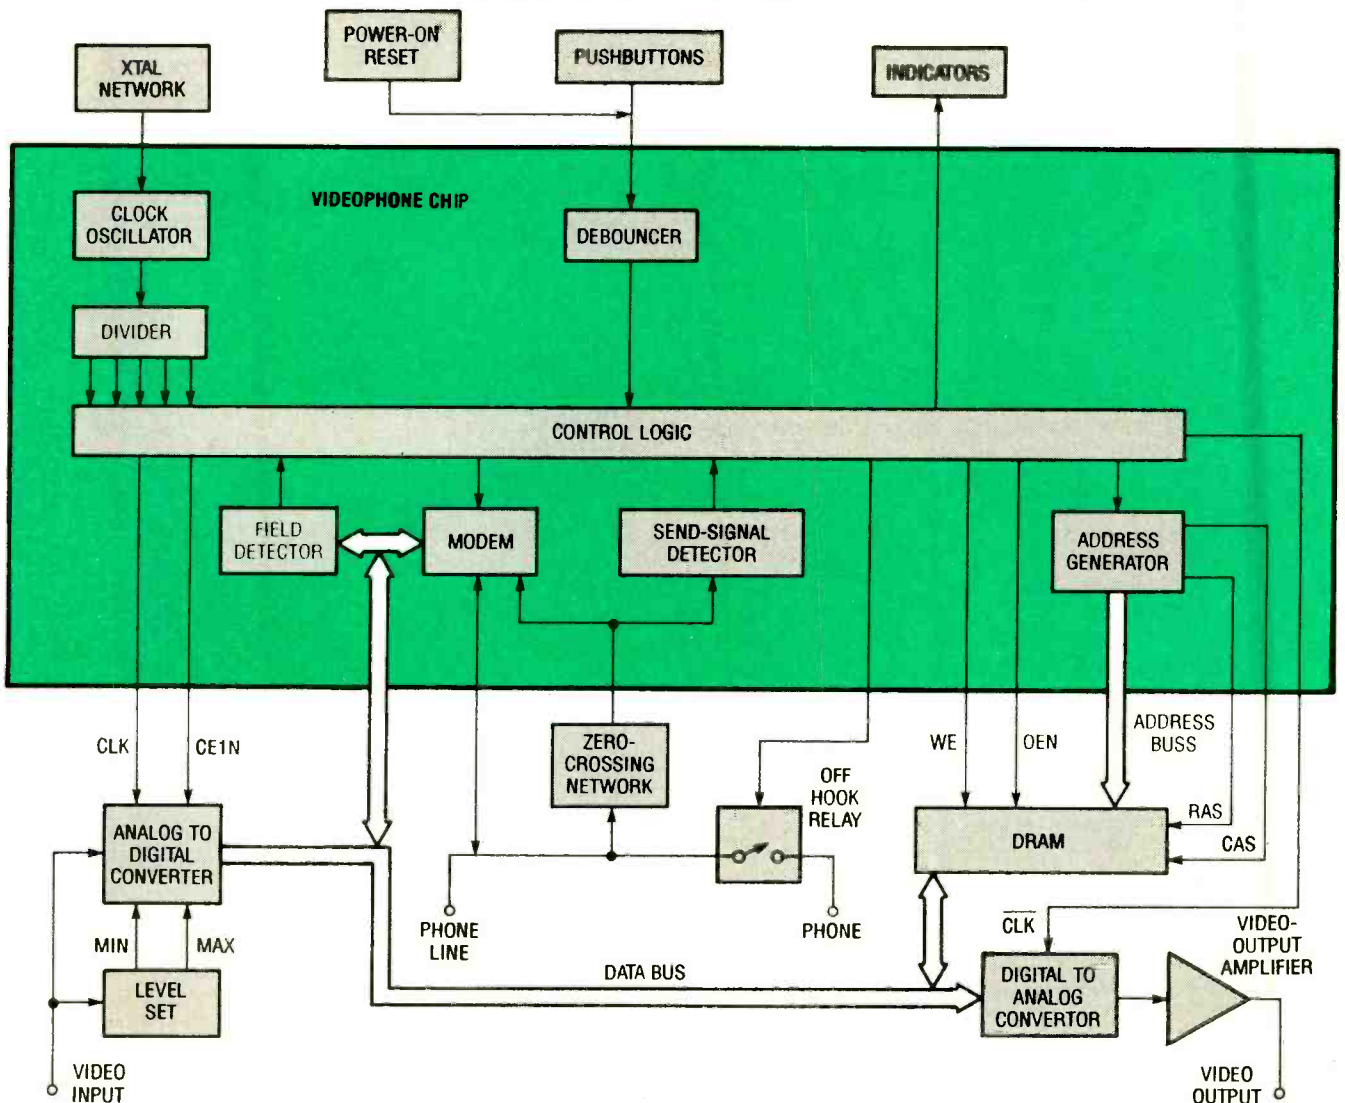 POWER-ON
RESET
PUSHBUTTONS
INDICATORS
XTAL
NETWORK
VIDEOPHONE CHIP
CLOCK
OSCILLATOR
DEBOUNCER
DIVIDER
CONTROL LOGIC
FIELD
DETECTOR
MODEM
SEND-SIGNAL
DETECTOR
ADDRESS
GENERATOR
CLK
CE1N
ZERO-
CROSSING
NETWORK
OFF
HOOK
RELAY
WE
OEN
ADDRESS
BUSS
RAS
CAS
ANALOG TO
DIGITAL
CONVERTER
DRAM
MIN
MAX
PHONE
LINE
PHONE
CLK
VIDEO-
OUTPUT
AMPLIFIER
LEVEL
SET
DATA BUS
DIGITAL TO
ANALOG
CONVERTOR
VIDEO
INPUT
VIDEO
OUTPUT